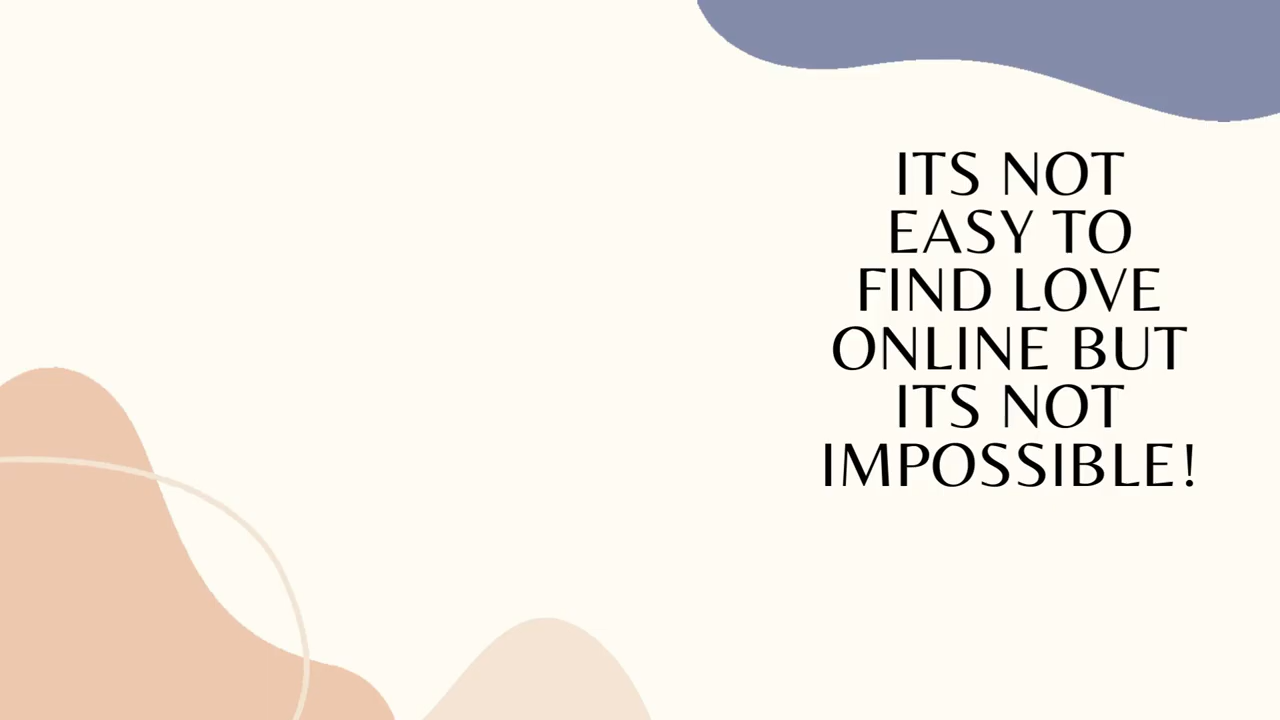 ITS NOT
EASY TO
FIND LOVE
ONLINE BUT
ITS NOT
IMPOSSIBLE!